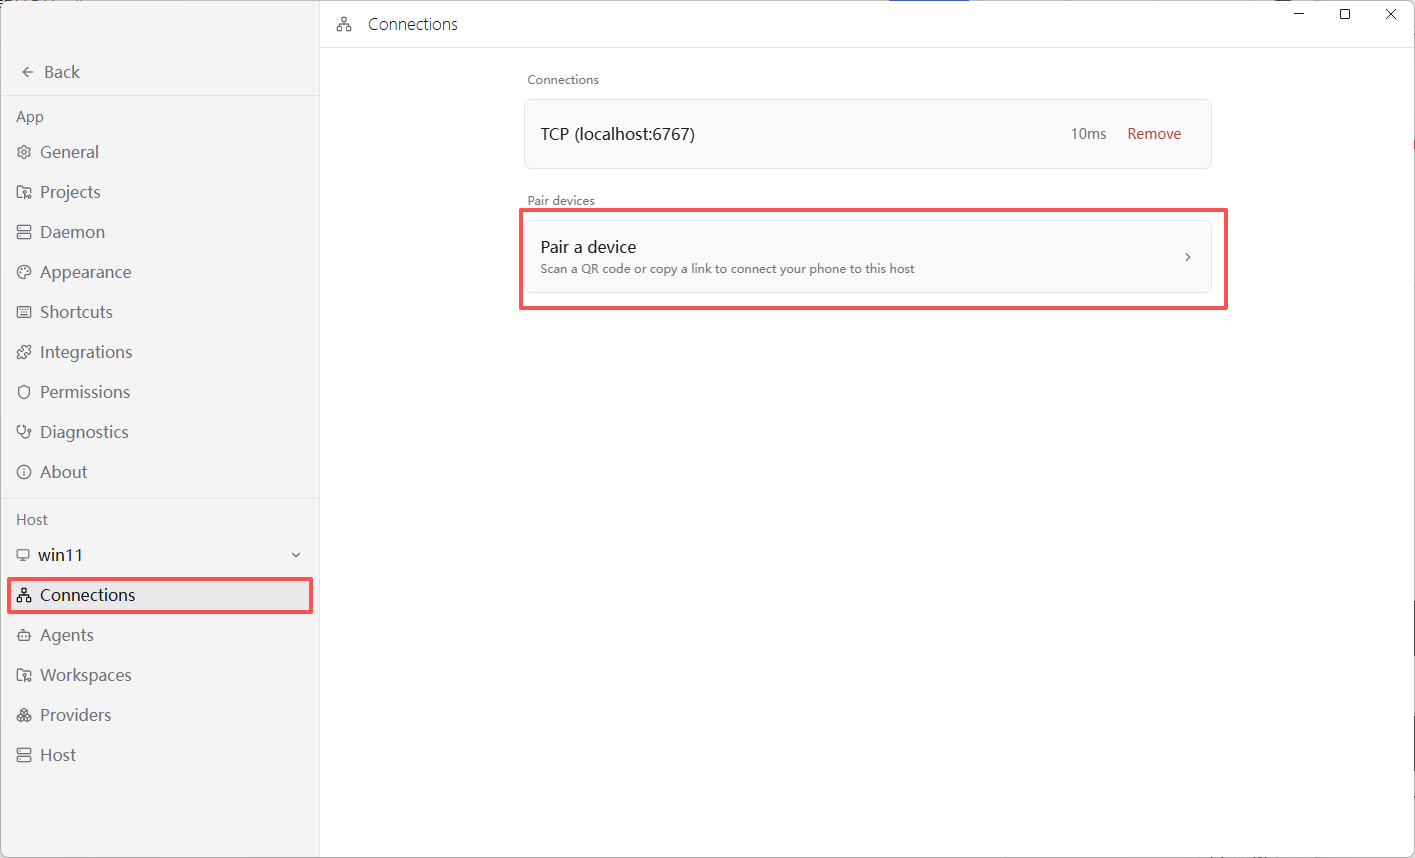 Connections
Back
App
General
Projects
Daemon
Appearance
Shortcuts
Integrations
Permissions
Diagnostics
About
Host
win11
Connections
Agents
Workspaces
Providers
Host
Connections
TCP (localhost:6767) 10ms Remove
Pair devices
Pair a device
Scan a QR code or copy a link to connect your phone to this host